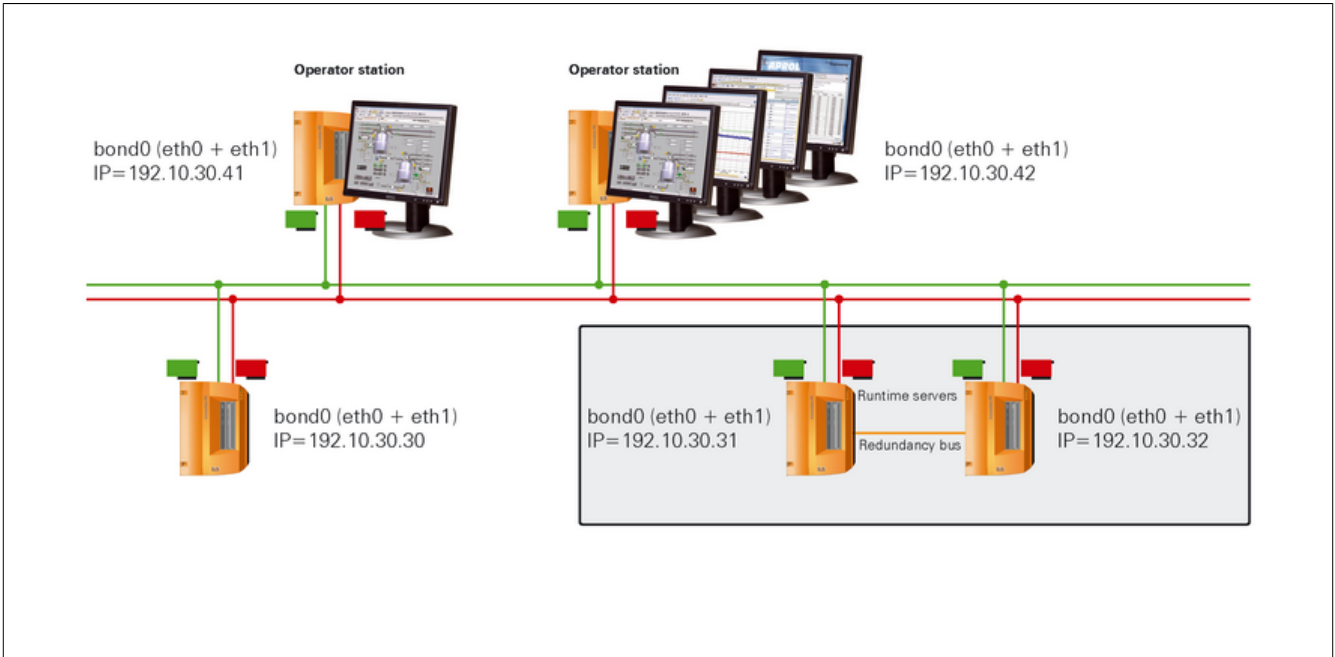 Operator station
Operator station
APROL
bond0 (eth0 + eth1)
IP=192.10.30.41
bond0 (eth0 + eth1)
IP=192.10.30.42
bond0 (eth0 + eth1)
IP=192.10.30.30
bond0 (eth0 + eth1)
IP=192.10.30.31
Runtime servers
Redundancy bus
bond0 (eth0 + eth1)
IP=192.10.30.32